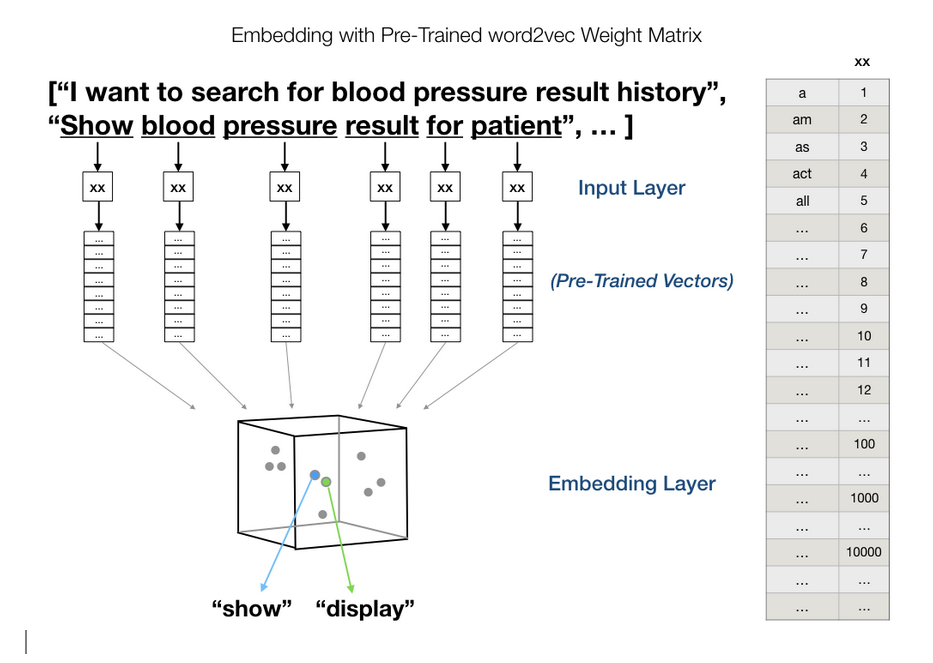 Embedding with Pre-Trained word2vec Weight Matrix
xx
[“I want to search for blood pressure result history”,
“Show blood pressure result for patient”, ... ]
xx xx xx xx xx xx
Input Layer
... ... ... ... ... ...
... ... ... ... ... ...
... ... ... ... ... ...
... ... ... ... ... ...
... ... ... ... ... ...
... ... ... ... ... ...
... ... ... ... ... ...
... ... ... ... ... ...
(Pre-Trained Vectors)
Embedding Layer
“show” “display”
a 1
am 2
as 3
act 4
all 5
... 6
... 7
... 8
... 9
... 10
... 11
... 12
... ...
... 100
... ...
... 1000
... ...
... 10000
... ...
... ...